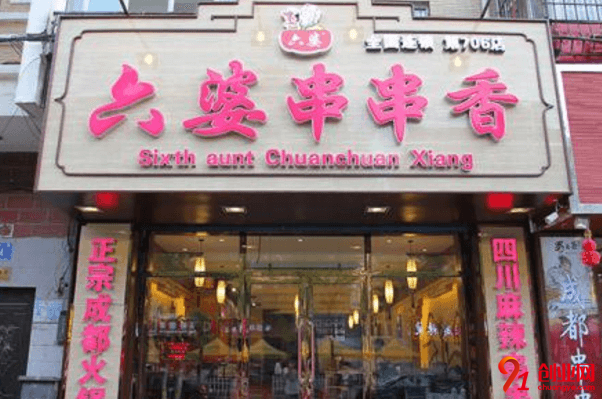 六婆
全国连锁 第706店
六婆串串香
Sixth aunt Chuanchuan Xiang
正宗成都火锅
四川麻辣
成都串
91创业网